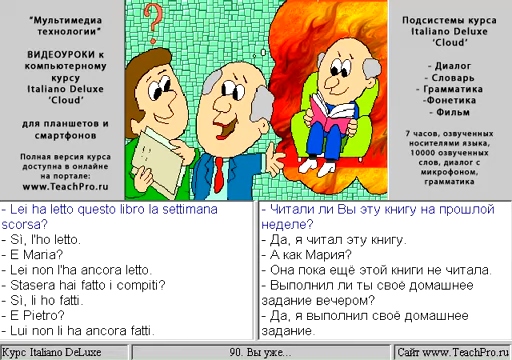 "Мультимедиа
технологии"
ВИДЕОУРОКИ к
компьютерному
курсу
Italiano Deluxe
'Cloud'
для планшетов и
смартфонов
Полная версия курса
доступна в онлайне
на портале:
www.TeachPro.ru
?
Подсистемы курса
Italiano Deluxe
'Cloud'
- Диалог
- Словарь
- Грамматика
-Фонетика
- Фильм
7 часов, озвученных
носителями языка,
10000 озвученных
слов, диалог с
микрофоном,
грамматика
- Lei ha letto questo libro la settimana
scorsa?
- Sì, l'ho letto.
- E Maria?
- Lei non l'ha ancora letto.
- Stasera hai fatto i compiti?
- Sì, li ho fatti.
- E Pietro?
- Lui non li ha ancora fatti.
- Читали ли Вы эту книгу на прошлой
неделе?
- Да, я читал эту книгу.
- А как Мария?
- Она пока ещё этой книги не читала.
- Выполнил ли ты своё домашнее
задание вечером?
- Да, я выполнил своё домашнее
задание.
Курс Italiano DeLuxe
90. Вы уже...
Сайт www.TeachPro.ru